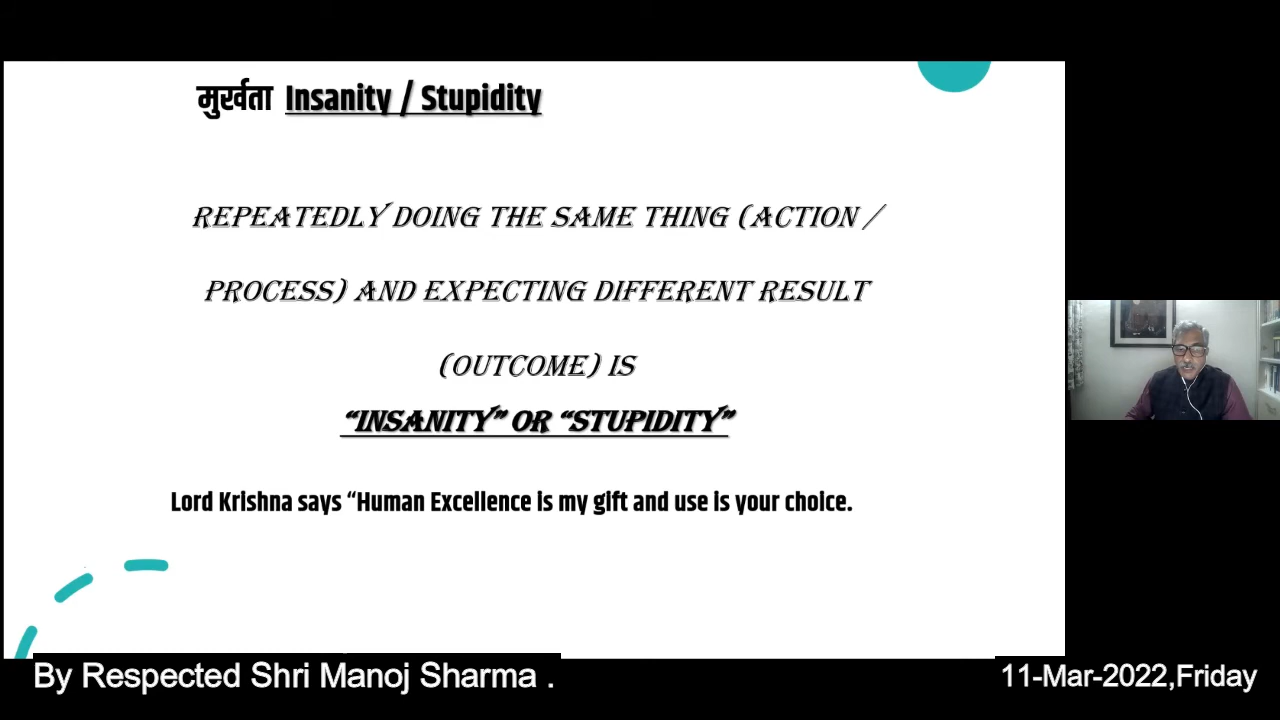 मुर्खता Insanity / Stupidity
REPEATEDLY DOING THE SAME THING (ACTION /
PROCESS) AND EXPECTING DIFFERENT RESULT
(OUTCOME) IS
“INSANITY” OR “STUPIDITY”
Lord Krishna says “Human Excellence is my gift and use is your choice.
By Respected Shri Manoj Sharma .
11-Mar-2022,Friday